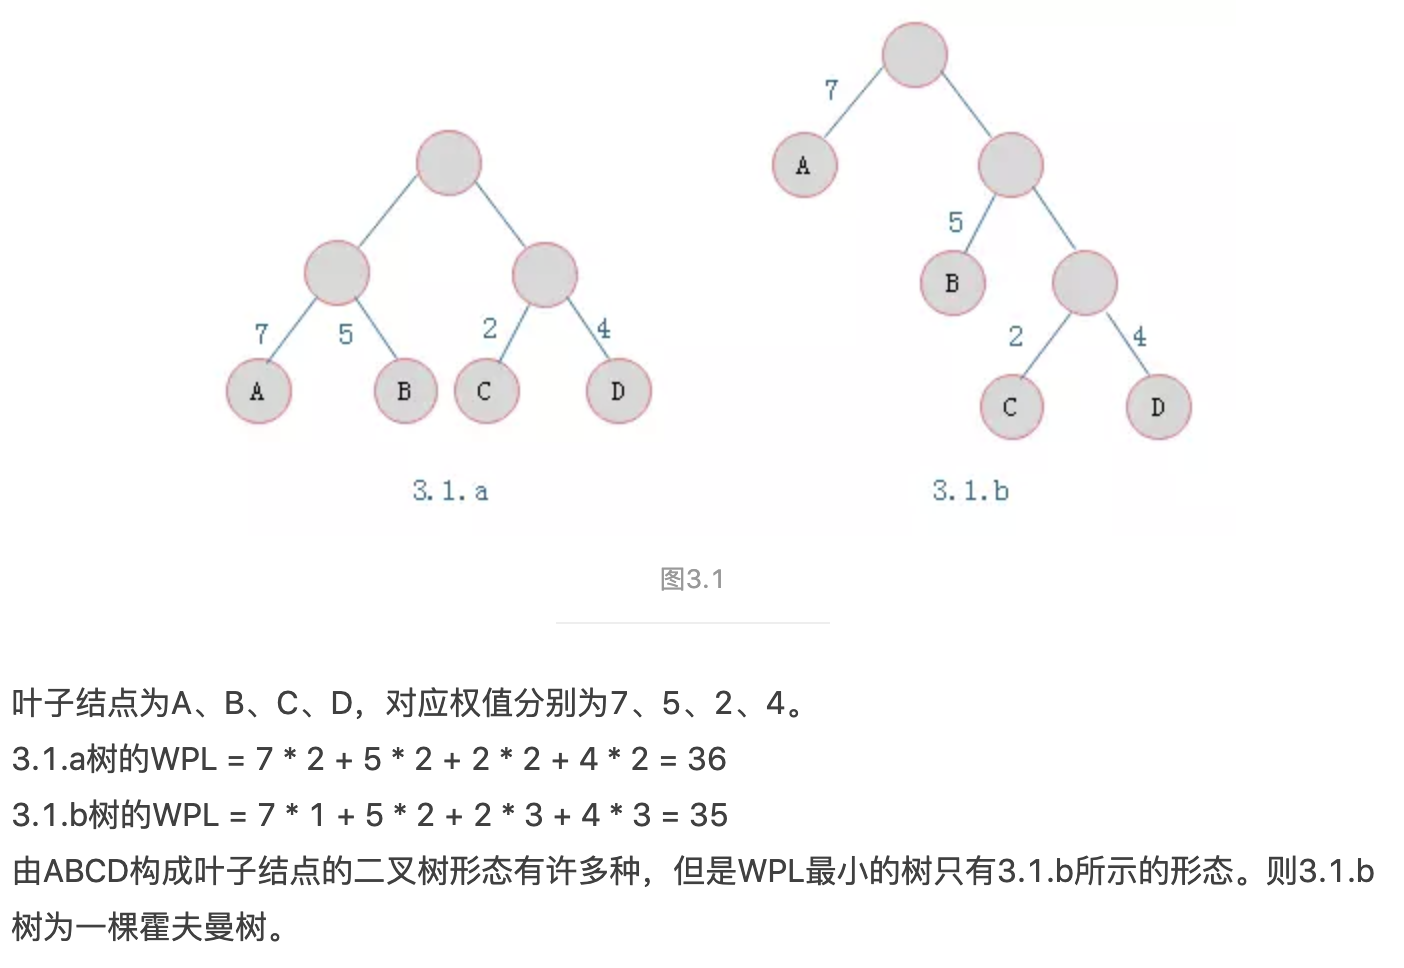 7
A
5
B
7
5
2
4
2
4
A
B
C
D
C
D
3.1.a
3.1.b
图3.1
叶子结点为A、B、C、D，对应权值分别为7、5、2、4。
3.1.a树的WPL = 7 * 2 + 5 * 2 + 2 * 2 + 4 * 2 = 36
3.1.b树的WPL = 7 * 1 + 5 * 2 + 2 * 3 + 4 * 3 = 35
由ABCD构成叶子结点的二叉树形态有许多种，但是WPL最小的树只有3.1.b所示的形态。则3.1.b
树为一棵霍夫曼树。